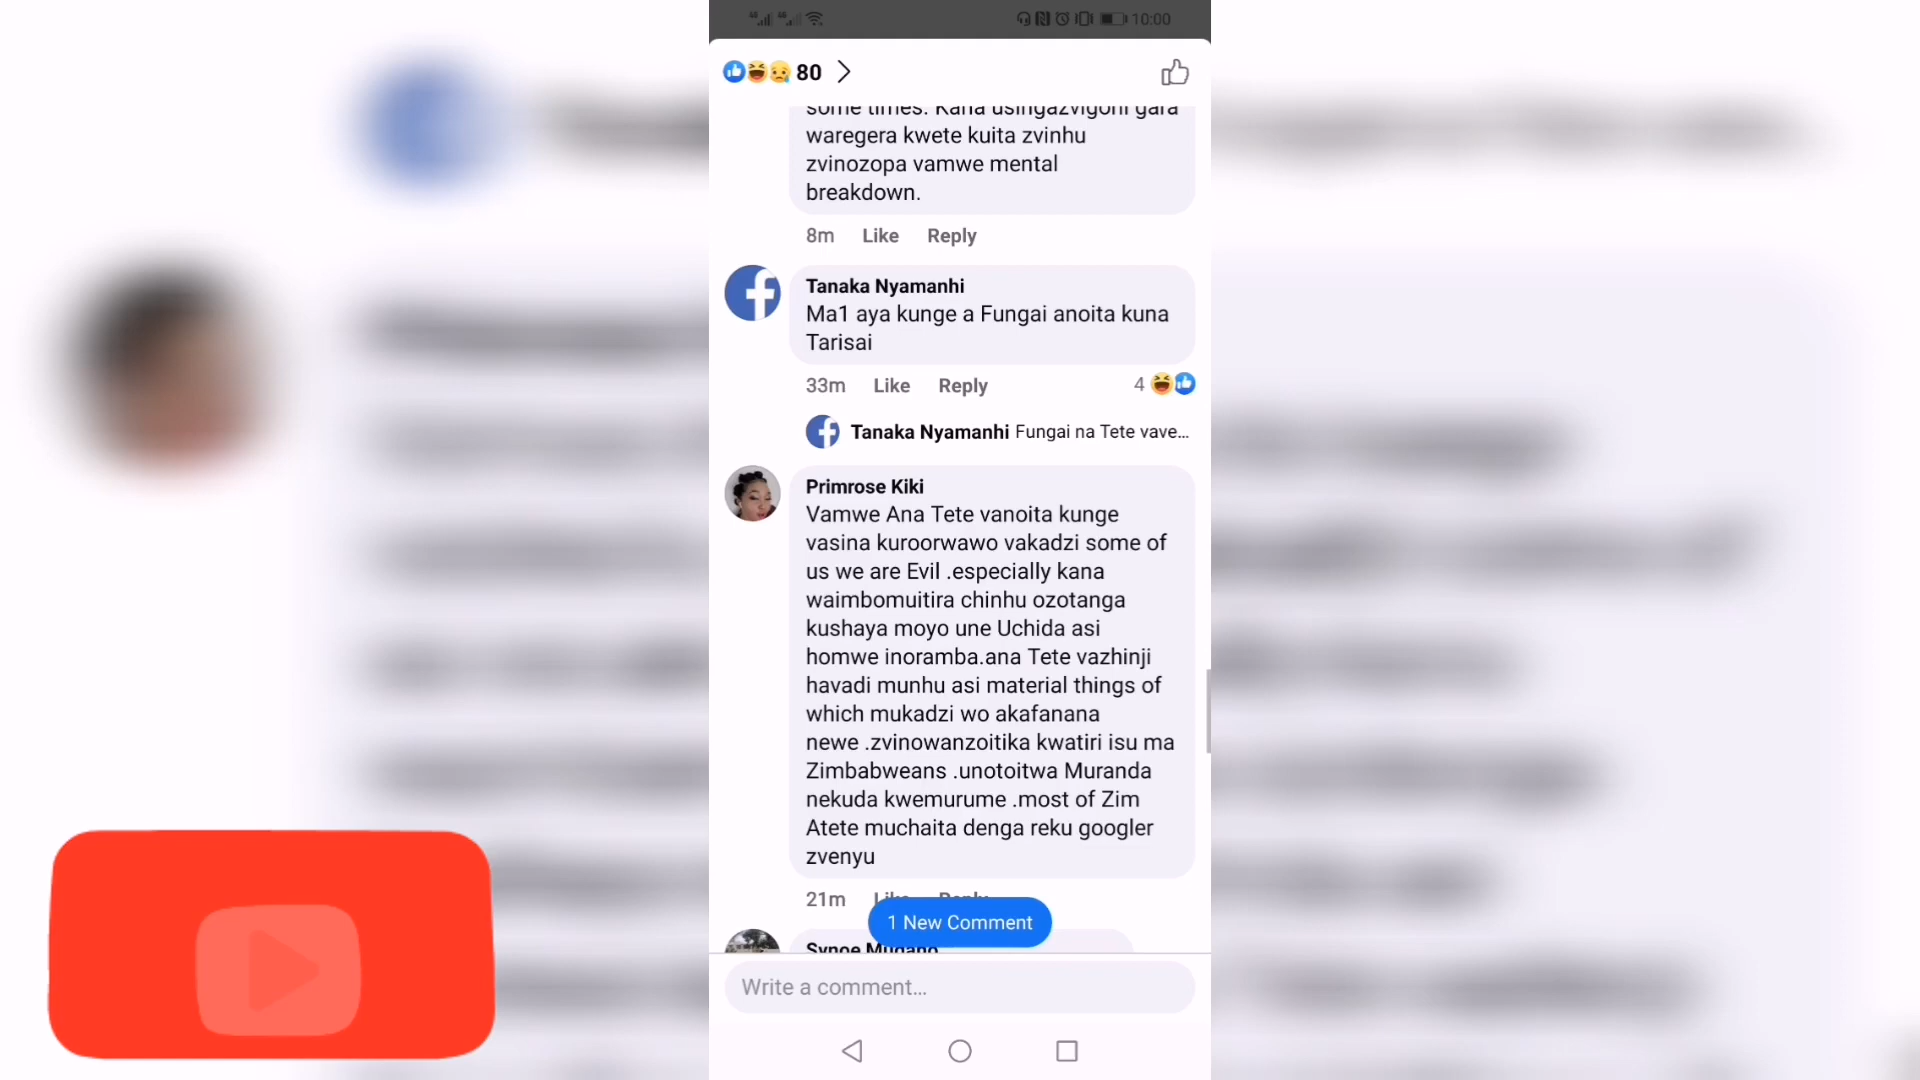 10:00
80
some times. Kana usingazvigoni gara
waregera kwete kuita zvinhu
zvinozopa vamwe mental
breakdown.
8m Like Reply
Tanaka Nyamanhi
Ma1 aya kunge a Fungai anoita kuna
Tarisai
33m Like Reply 4
Tanaka Nyamanhi Fungai na Tete vave...
Primrose Kiki
Vamwe Ana Tete vanoita kunge
vasina kuroorwawo vakadzi some of
us we are Evil .especially kana
waimbomuitira chinhu ozotanga
kushaya moyo une Uchida asi
homwe inoramba.ana Tete vazhinji
havadi munhu asi material things of
which mukadzi wo akafanana
newe .zvinowanzoitika kwatiri isu ma
Zimbabweans .unotoitwa Muranda
nekuda kwemurume .most of Zim
Atete muchaita denga reku googler
zvenyu
21m Like Reply
1 New Comment
Synoe Mugano
Write a comment...